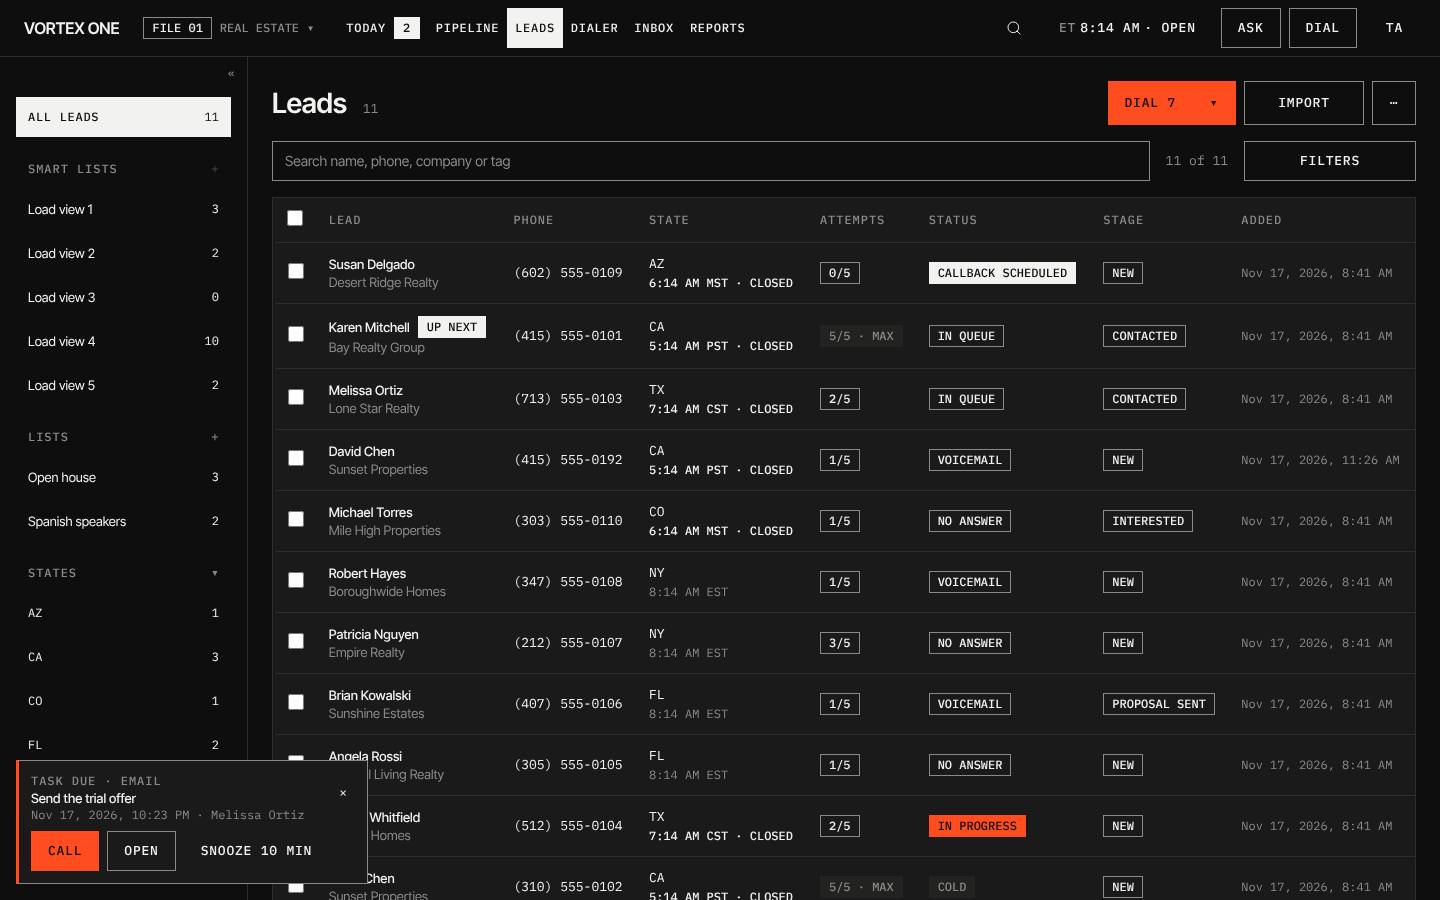 VORTEX ONE FILE 01 REAL ESTATE ▾ TODAY 2 PIPELINE LEADS DIALER INBOX REPORTS ET 8:14 AM · OPEN ASK DIAL TA
«
ALL LEADS 11
SMART LISTS +
Load view 1 3
Load view 2 2
Load view 3 0
Load view 4 10
Load view 5 2
LISTS +
Open house 3
Spanish speakers 2
STATES ▾
AZ 1
CA 3
CO 1
FL 2
Leads 11 DIAL 7 ▾ IMPORT ⋯
Search name, phone, company or tag 11 of 11 FILTERS
LEAD PHONE STATE ATTEMPTS STATUS STAGE ADDED
Susan Delgado (602) 555-0109 AZ 0/5 CALLBACK SCHEDULED NEW Nov 17, 2026, 8:41 AM
Desert Ridge Realty 6:14 AM MST · CLOSED
Karen Mitchell UP NEXT (415) 555-0101 CA 5/5 · MAX IN QUEUE CONTACTED Nov 17, 2026, 8:41 AM
Bay Realty Group 5:14 AM PST · CLOSED
Melissa Ortiz (713) 555-0103 TX 2/5 IN QUEUE CONTACTED Nov 17, 2026, 8:41 AM
Lone Star Realty 7:14 AM CST · CLOSED
David Chen (415) 555-0192 CA 1/5 VOICEMAIL NEW Nov 17, 2026, 11:26 AM
Sunset Properties 5:14 AM PST · CLOSED
Michael Torres (303) 555-0110 CO 1/5 NO ANSWER INTERESTED Nov 17, 2026, 8:41 AM
Mile High Properties 6:14 AM MST · CLOSED
Robert Hayes (347) 555-0108 NY 1/5 VOICEMAIL NEW Nov 17, 2026, 8:41 AM
Boroughwide Homes 8:14 AM EST
Patricia Nguyen (212) 555-0107 NY 3/5 NO ANSWER NEW Nov 17, 2026, 8:41 AM
Empire Realty 8:14 AM EST
Brian Kowalski (407) 555-0106 FL 1/5 VOICEMAIL PROPOSAL SENT Nov 17, 2026, 8:41 AM
Sunshine Estates 8:14 AM EST
Angela Rossi (305) 555-0105 FL 1/5 NO ANSWER NEW Nov 17, 2026, 8:41 AM
Living Realty 8:14 AM EST
Whitfield (512) 555-0104 TX 2/5 IN PROGRESS NEW Nov 17, 2026, 8:41 AM
Homes 7:14 AM CST · CLOSED
Chen (310) 555-0102 CA 5/5 · MAX COLD NEW Nov 17, 2026, 8:41 AM
Sunset Properties 5:14 AM PST · CLOSED
TASK DUE · EMAIL ×
Send the trial offer
Nov 17, 2026, 10:23 PM · Melissa Ortiz
CALL OPEN SNOOZE 10 MIN